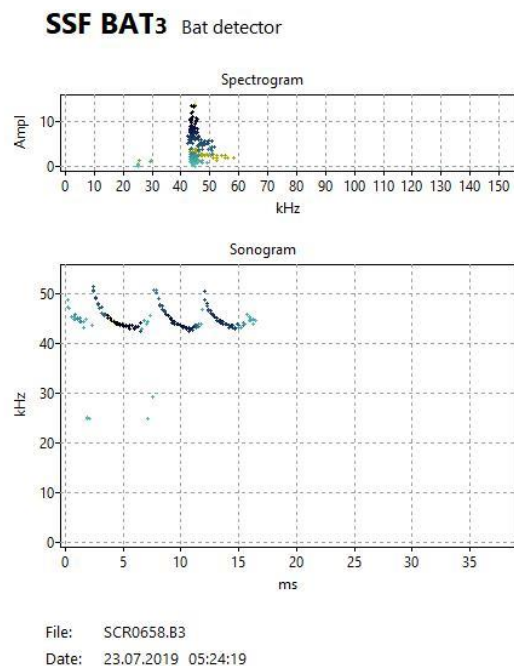 SSF BAT3 Bat detector
Spectrogram
Ampl
10
0
0 10 20 30 40 50 60 70 80 90 100 110 120 130 140 150
kHz
Sonogram
kHz
50
40
30
20
10
0
0 5 10 15 20 25 30 35
ms
File: SCR0658.B3
Date: 23.07.2019 05:24:19